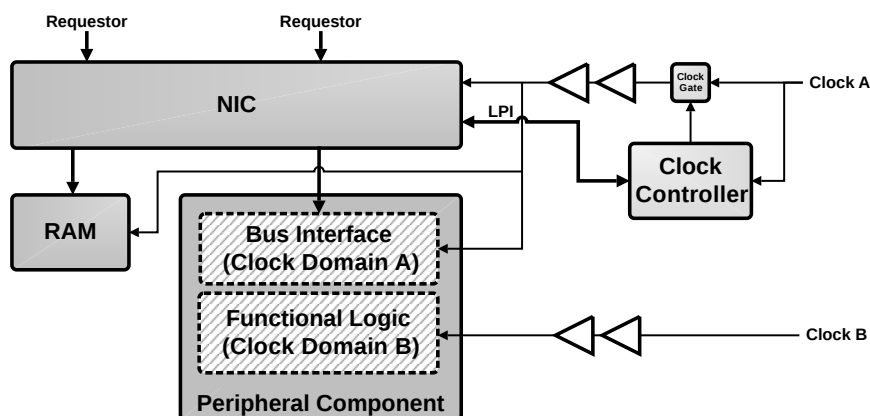 Requestor
Requestor
NIC
Clock
Gate
Clock A
LPI
Clock
Controller
RAM
Bus Interface
(Clock Domain A)
Functional Logic
(Clock Domain B)
Clock B
Peripheral Component